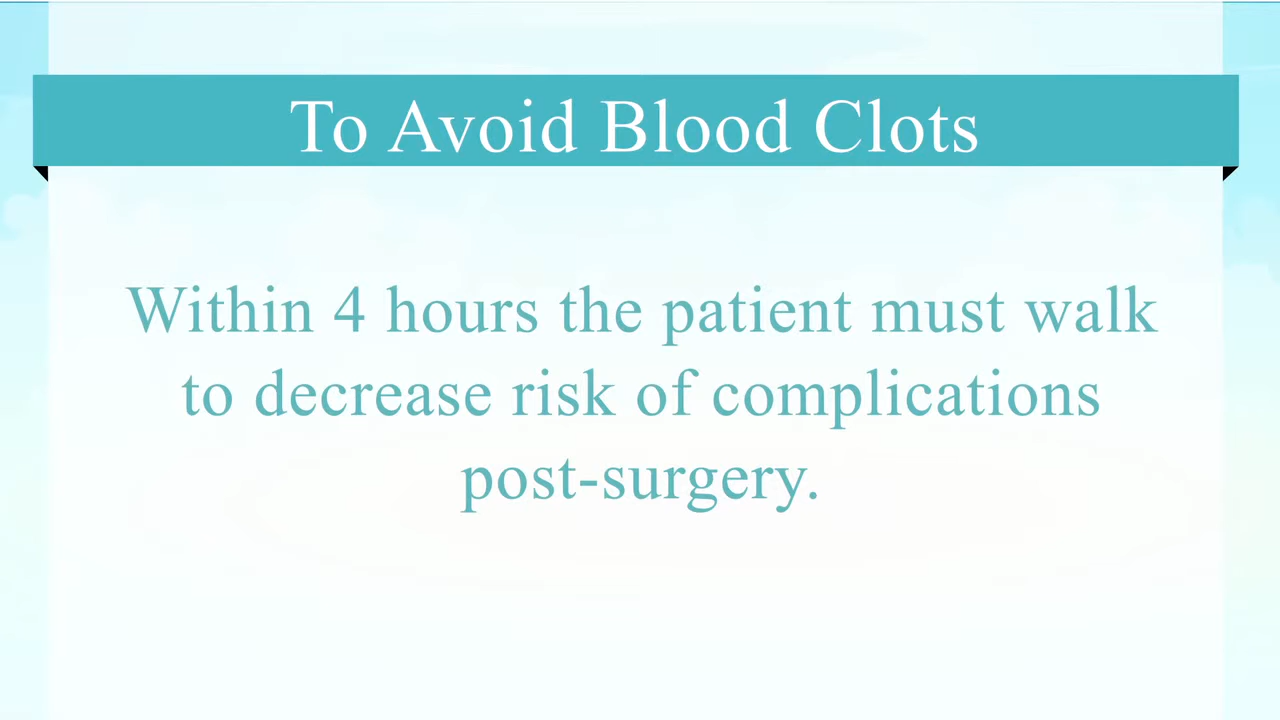 To Avoid Blood Clots
Within 4 hours the patient must walk
to decrease risk of complications
post-surgery.